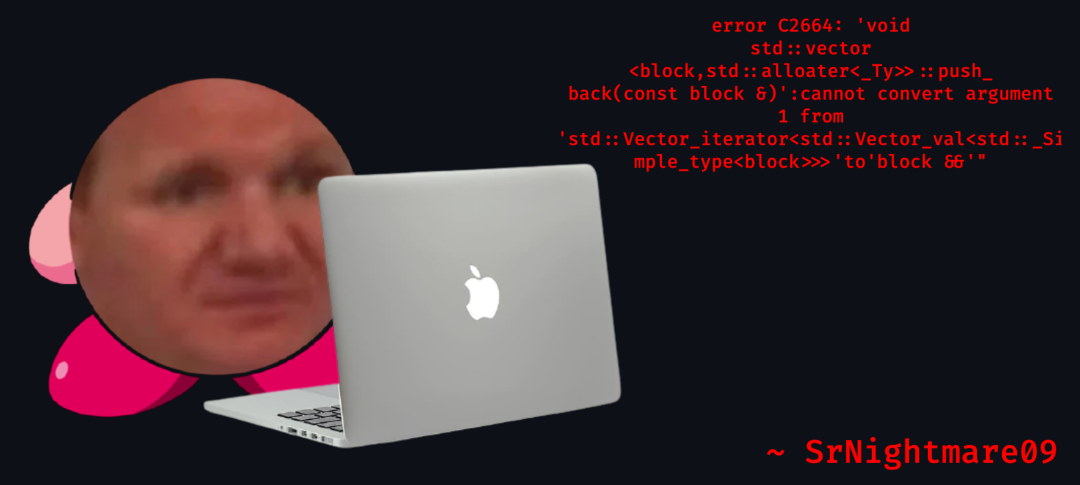 error C2664: 'void
std::vector
<block,std::alloater<_Ty>>::push_
back(const block &)':cannot convert argument
1 from
'std::Vector_iterator<std::Vector_val<std::_Si
mple_type<block>>>'to'block &&'"
~ SrNightmare09